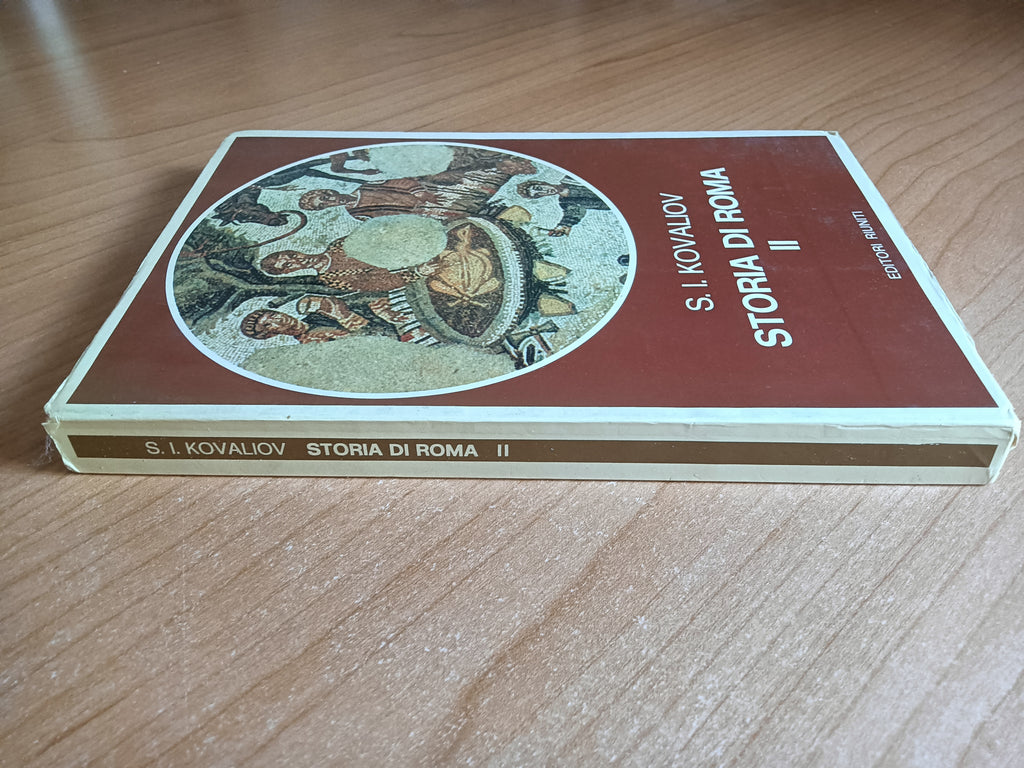 S. I. KOVALIOV
STORIA DI ROMA
II
EDITORI RIUNITI
S. I. KOVALIOV STORIA DI ROMA II